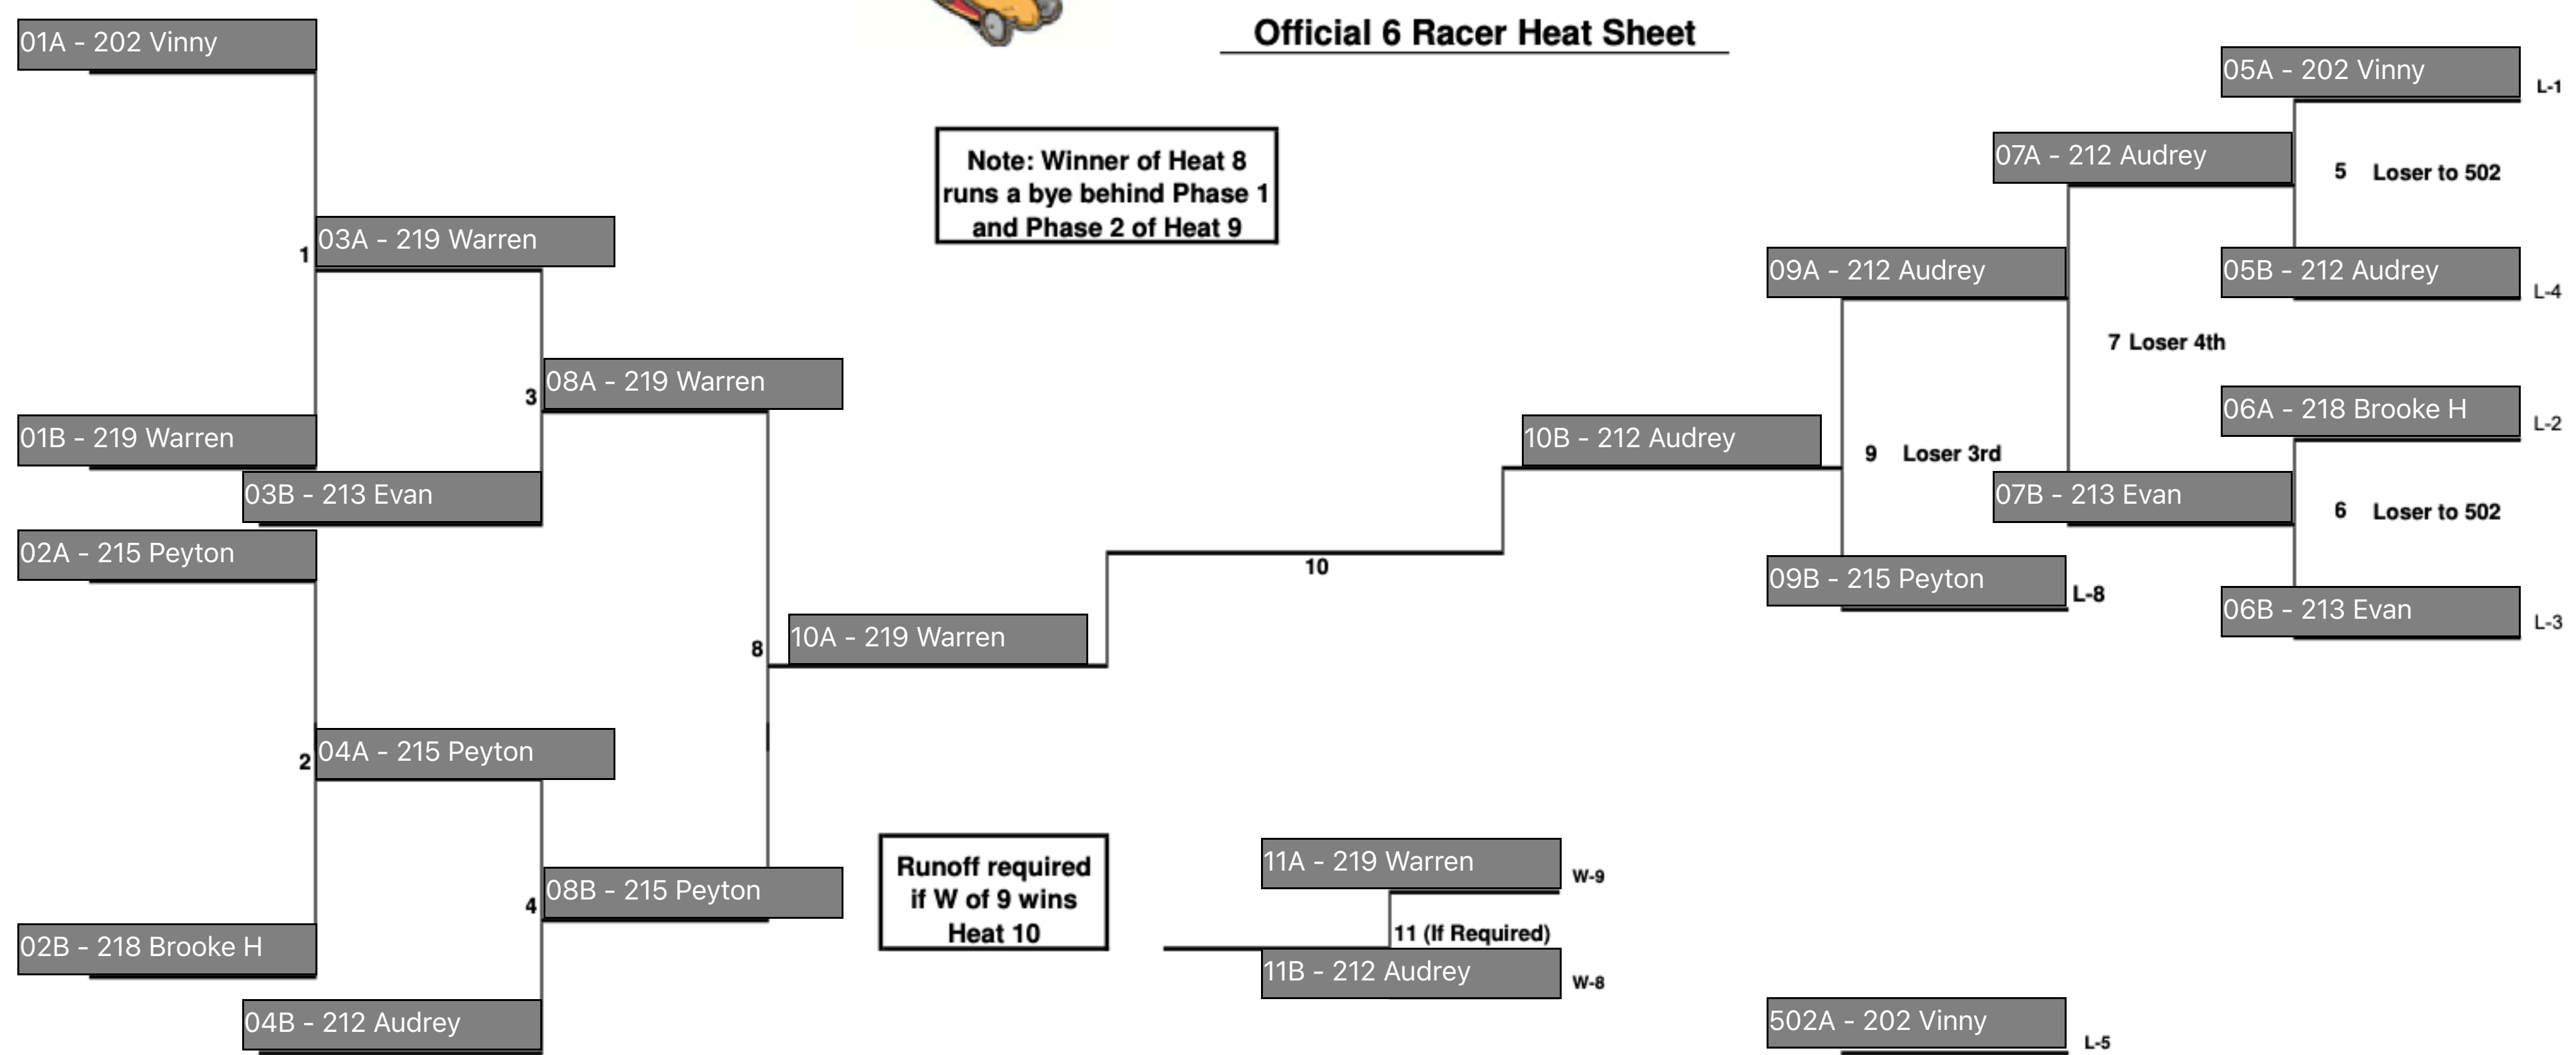 01A - 202 Vinny
Official 6 Racer Heat Sheet
05A - 202 Vinny
L-1
Note: Winner of Heat 8
runs a bye behind Phase 1
and Phase 2 of Heat 9
07A - 212 Audrey
5 Loser to 502
1
03A - 219 Warren
09A - 212 Audrey
05B - 212 Audrey
L-4
7 Loser 4th
3
08A - 219 Warren
06A - 218 Brooke H
L-2
01B - 219 Warren
10B - 212 Audrey
9 Loser 3rd
03B - 213 Evan
07B - 213 Evan
6 Loser to 502
02A - 215 Peyton
10
09B - 215 Peyton
L-8
06B - 213 Evan
L-3
8
10A - 219 Warren
2
04A - 215 Peyton
Runoff required
if W of 9 wins
Heat 10
11A - 219 Warren
W-9
4
08B - 215 Peyton
11 (If Required)
02B - 218 Brooke H
11B - 212 Audrey
W-8
04B - 212 Audrey
502A - 202 Vinny
L-5